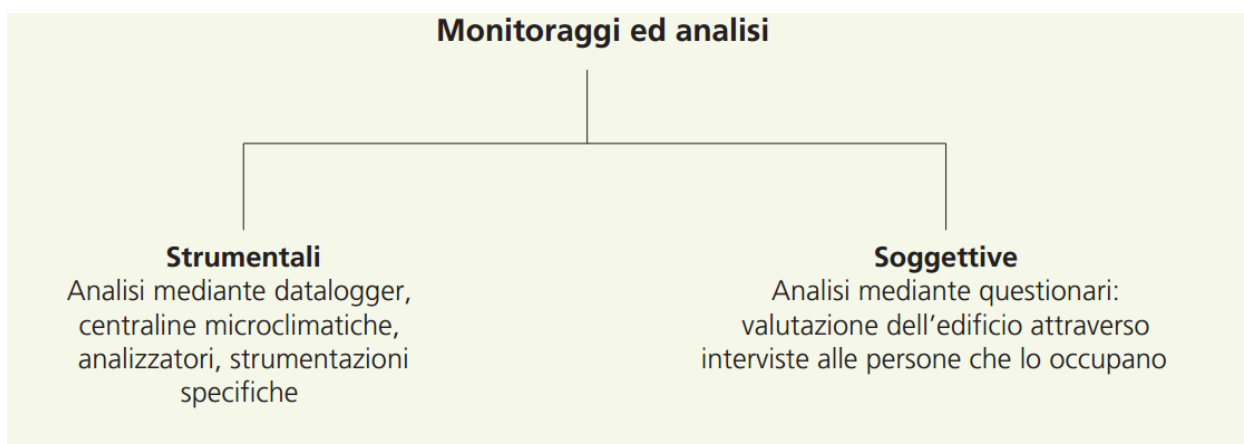 Monitoraggi ed analisi
Strumentali
Analisi mediante datalogger,
centraline microclimatiche,
analizzatori, strumentazioni
specifiche
Soggettive
Analisi mediante questionari:
valutazione dell’edificio attraverso
interviste alle persone che lo occupano